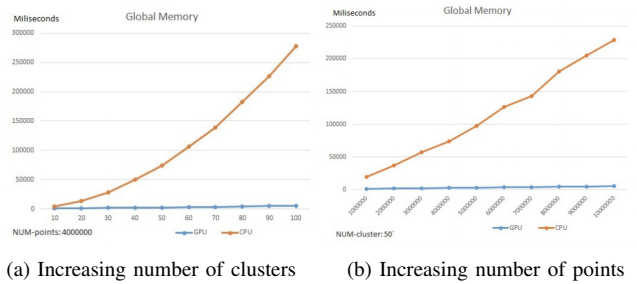 Miliseconds
Global Memory
300000
250000
200000
150000
100000
50000
0
10 20 30 40 50 60 70 80 90 100
NUM-points:4000000
GPU CPU
(a) Increasing number of clusters
Miliseconds
Global Memory
250000
200000
150000
100000
50000
0
1000000 2000000 3000000 4000000 5000000 6000000 7000000 8000000 9000000 10000000
NUM-cluster:50
GPU CPU
(b) Increasing number of points